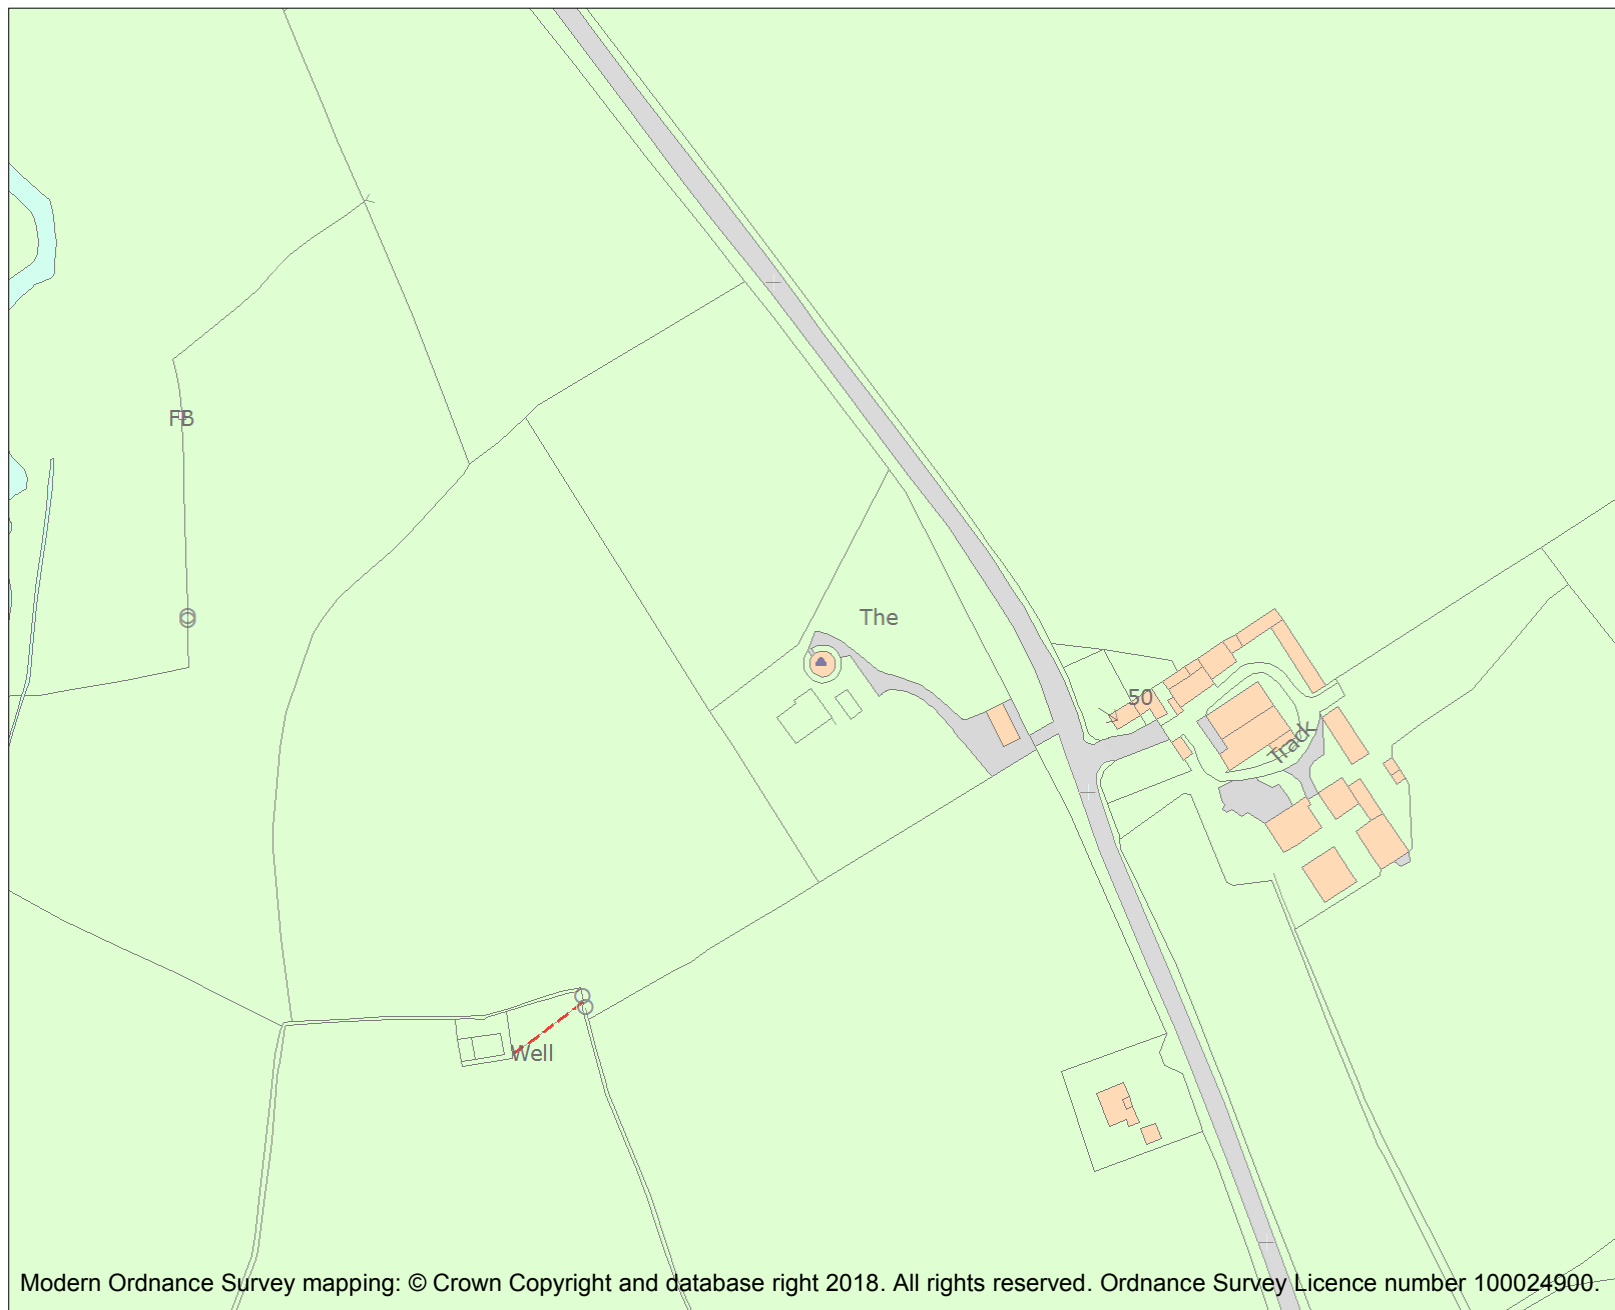 FB
The
50
Track
Well
Modern Ordnance Survey mapping: © Crown Copyright and database right 2018. All rights reserved. Ordnance Survey Licence number 100024900.